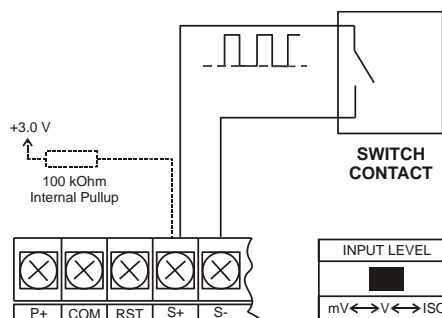 +3.0 V
100 kOhm
Internal Pullup
SWITCH
CONTACT
P+ COM RST S+ S-
INPUT LEVEL
mV V ISO